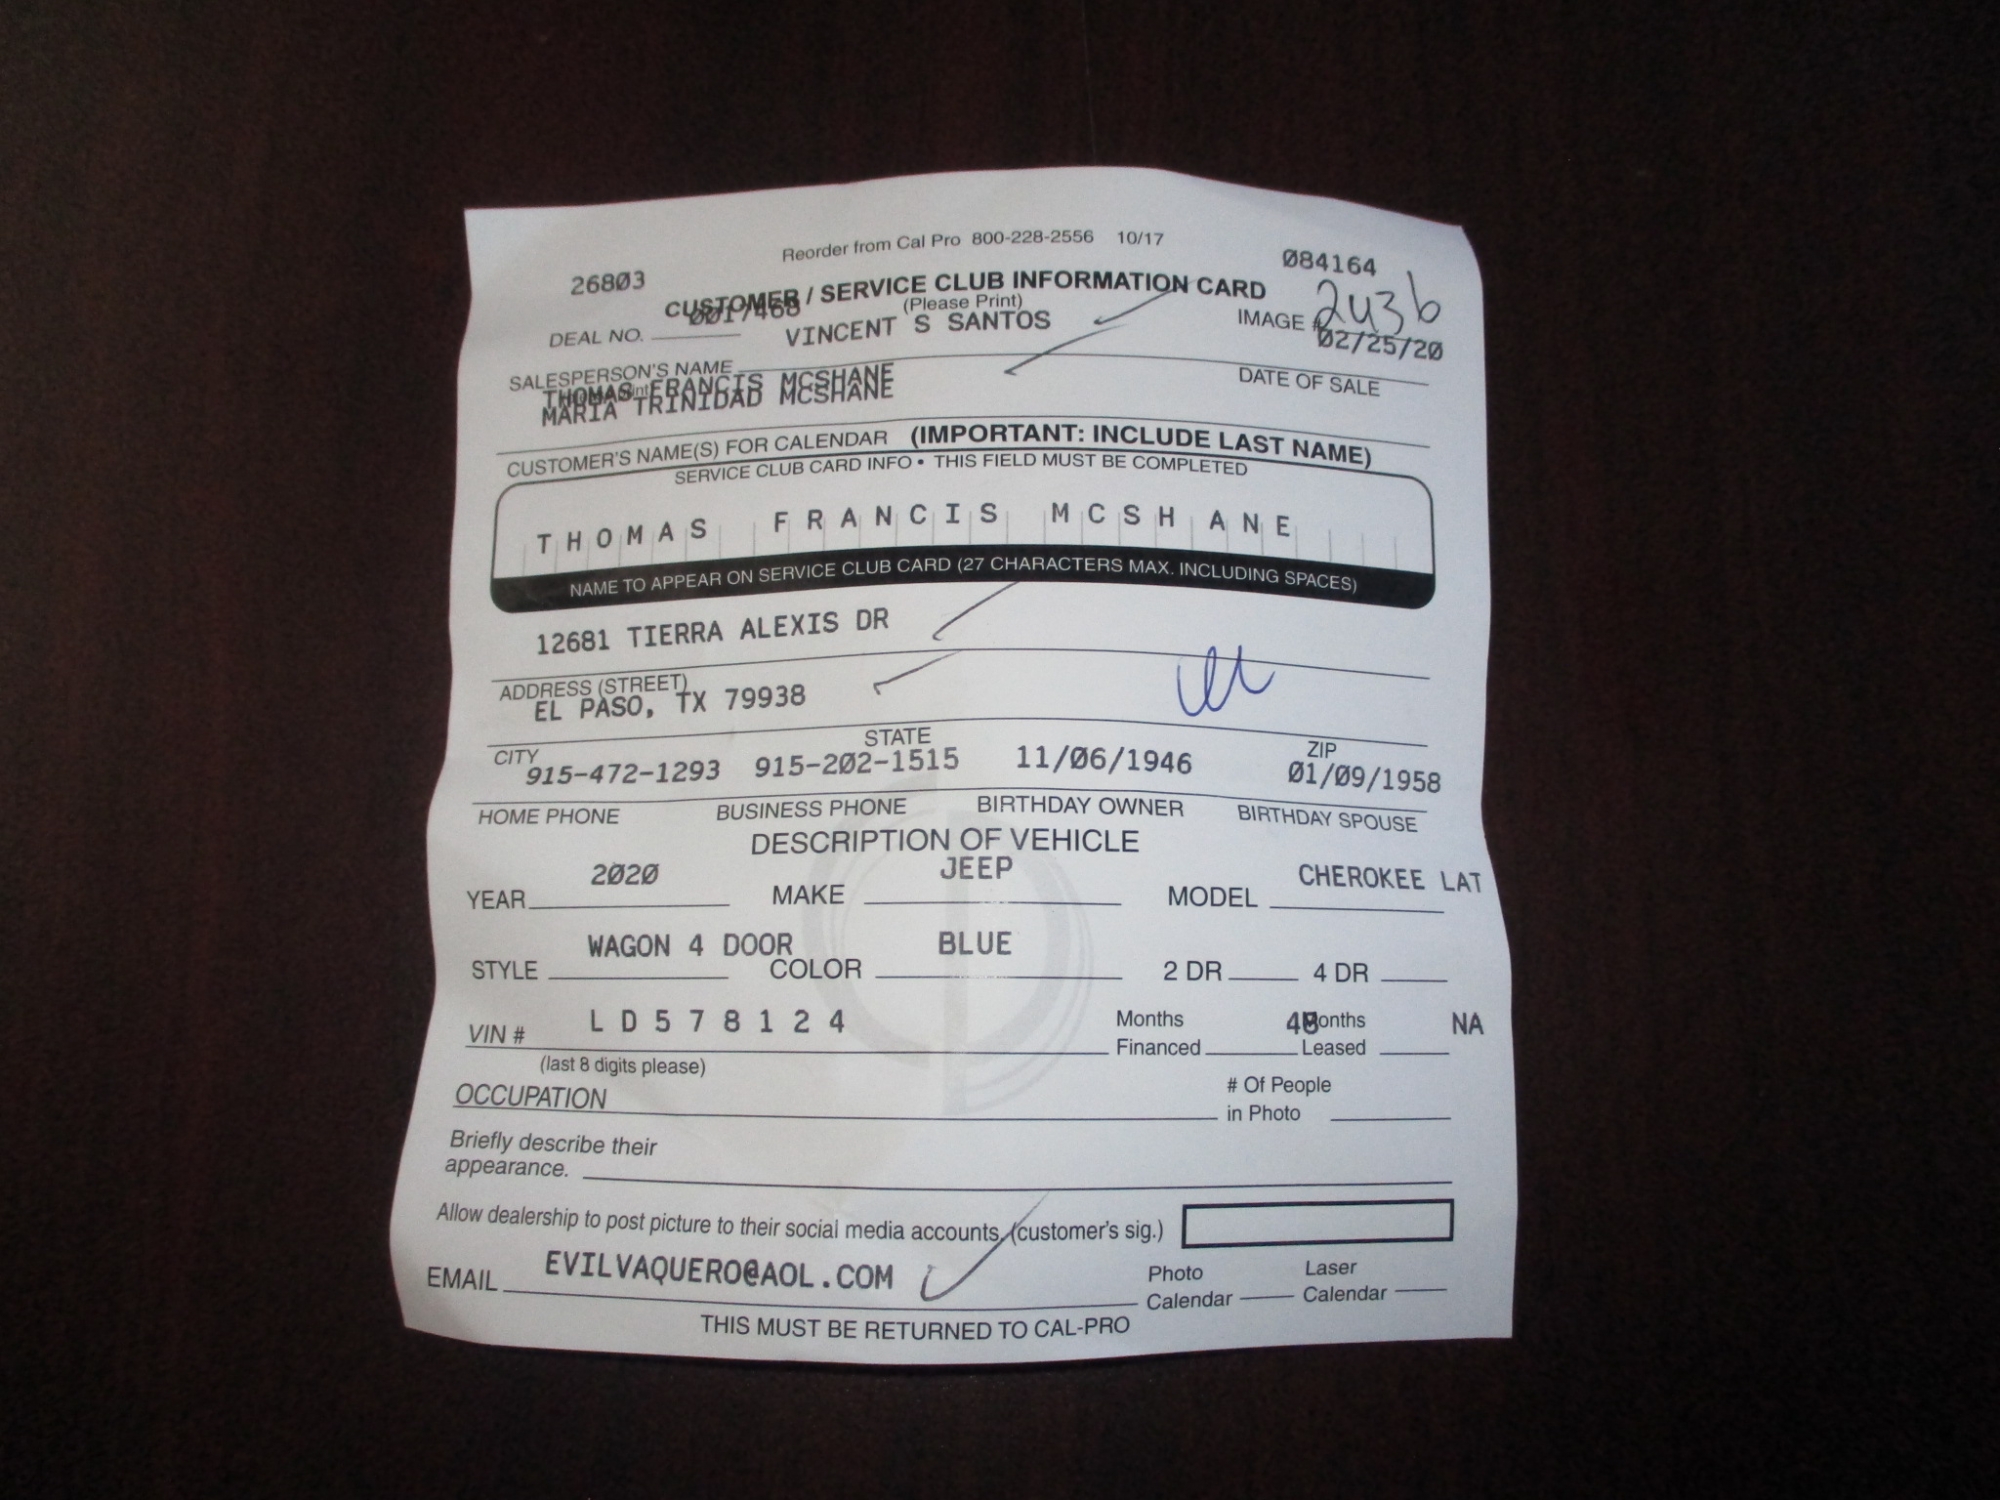 Reorder from Cal Pro 800-228-2556 10/17
26803 084164
CUSTOMER / SERVICE CLUB INFORMATION CARD
(Please Print)
DEAL NO. 0017468 VINCENT S SANTOS IMAGE # 2436
02/25/20
SALESPERSON'S NAME DATE OF SALE
THOMAS FRANCIS MCSHANE
MARIA TRINIDAD MCSHANE
CUSTOMER'S NAME(S) FOR CALENDAR (IMPORTANT: INCLUDE LAST NAME)
SERVICE CLUB CARD INFO • THIS FIELD MUST BE COMPLETED
THOMAS FRANCIS MCSHANE
NAME TO APPEAR ON SERVICE CLUB CARD (27 CHARACTERS MAX. INCLUDING SPACES)
12681 TIERRA ALEXIS DR
ADDRESS (STREET)
EL PASO, TX 79938
CITY STATE ZIP
915-472-1293 915-202-1515 11/06/1946 01/09/1958
HOME PHONE BUSINESS PHONE BIRTHDAY OWNER BIRTHDAY SPOUSE
DESCRIPTION OF VEHICLE
YEAR 2020 MAKE JEEP MODEL CHEROKEE LAT
STYLE WAGON 4 DOOR COLOR BLUE 2 DR 4 DR
VIN # L D 5 7 8 1 2 4 Months Financed Months Leased NA
(last 8 digits please)
OCCUPATION # Of People in Photo
Briefly describe their
appearance.
Allow dealership to post picture to their social media accounts, (customer's sig.)
EMAIL EVILVAQUERO@AOL.COM Photo Calendar Laser Calendar
THIS MUST BE RETURNED TO CAL-PRO